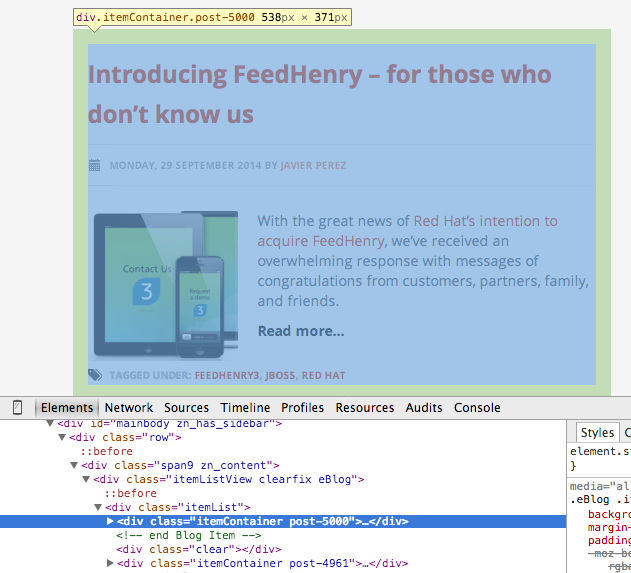 div.itemContainer.post-5000 538px × 371px
Introducing FeedHenry – for those who
don’t know us
MONDAY, 29 SEPTEMBER 2014 BY JAVIER PEREZ
With the great news of Red Hat’s intention to
acquire FeedHenry, we’ve received an
overwhelming response with messages of
congratulations from customers, partners, family,
and friends.
Read more...
Contact Us
3
Request
a demo
3
TAGGED UNDER: FEEDHENRY3, JBOSS, RED HAT
Elements Network Sources Timeline Profiles Resources Audits Console
<div id="mainbody zn_has_sidebar">
<div class="row">
::before
<div class="span9 zn_content">
<div class="itemListView clearfix eBlog">
::before
<div class="itemList">
<div class="itemContainer post-5000">…</div>
<!-- end Blog Item -->
<div class="clear"></div>
<div class="itemContainer post-4961">…</div>
Styles C
element.st
}
media="al
.eBlog .i
backgro
margin-
padding
-moz-bo
rgba